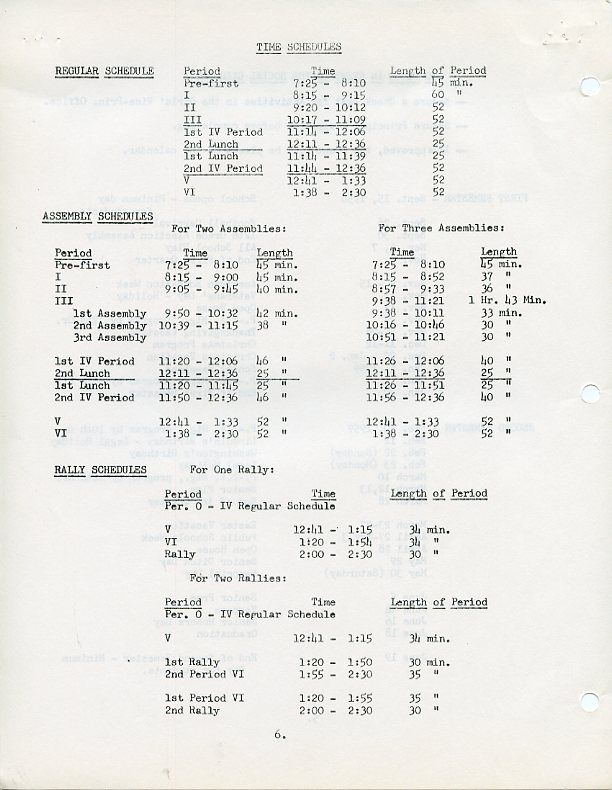 TIME SCHEDULES
REGULAR SCHEDULE Period Time Length of Period
Pre-first 7:25 - 8:10 45 min.
I 8:15 - 9:15 60 "
II 9:20 - 10:12 52
III 10:17 - 11:09 52
1st IV Period 11:14 - 12:06 52
2nd Lunch 12:11 - 12:36 25
1st Lunch 11:14 - 11:39 25
2nd IV Period 11:44 - 12:36 52
V 12:41 - 1:33 52
VI 1:38 - 2:30 52
ASSEMBLY SCHEDULES
For Two Assemblies: For Three Assemblies:
Period Time Length Time Length
Pre-first 7:25 - 8:10 45 min. 7:25 - 8:10 45 min.
I 8:15 - 9:00 45 min. 8:15 - 8:52 37 "
II 9:05 - 9:45 40 min. 8:57 - 9:33 36 "
III 9:38 - 11:21 1 Hr. 43 Min.
1st Assembly 9:50 - 10:32 42 min. 9:38 - 10:11 33 min.
2nd Assembly 10:39 - 11:15 38 " 10:16 - 10:46 30 "
3rd Assembly 10:51 - 11:21 30 "
1st IV Period 11:20 - 12:06 46 " 11:26 - 12:06 40 "
2nd Lunch 12:11 - 12:36 25 " 12:11 - 12:36 25 "
1st Lunch 11:20 - 11:45 25 " 11:26 - 11:51 25 "
2nd IV Period 11:50 - 12:36 46 " 11:56 - 12:36 40 "
V 12:41 - 1:33 52 " 12:41 - 1:33 52 "
VI 1:38 - 2:30 52 " 1:38 - 2:30 52 "
RALLY SCHEDULES For One Rally:
Period Time Length of Period
Per. O - IV Regular Schedule
V 12:41 - 1:15 34 min.
VI 1:20 - 1:54 34 "
Rally 2:00 - 2:30 30 "
For Two Rallies:
Period Time Length of Period
Per. O - IV Regular Schedule
V 12:41 - 1:15 34 min.
1st Rally 1:20 - 1:50 30 min.
2nd Period VI 1:55 - 2:30 35 "
1st Period VI 1:20 - 1:55 35 "
2nd Rally 2:00 - 2:30 30 "
6.